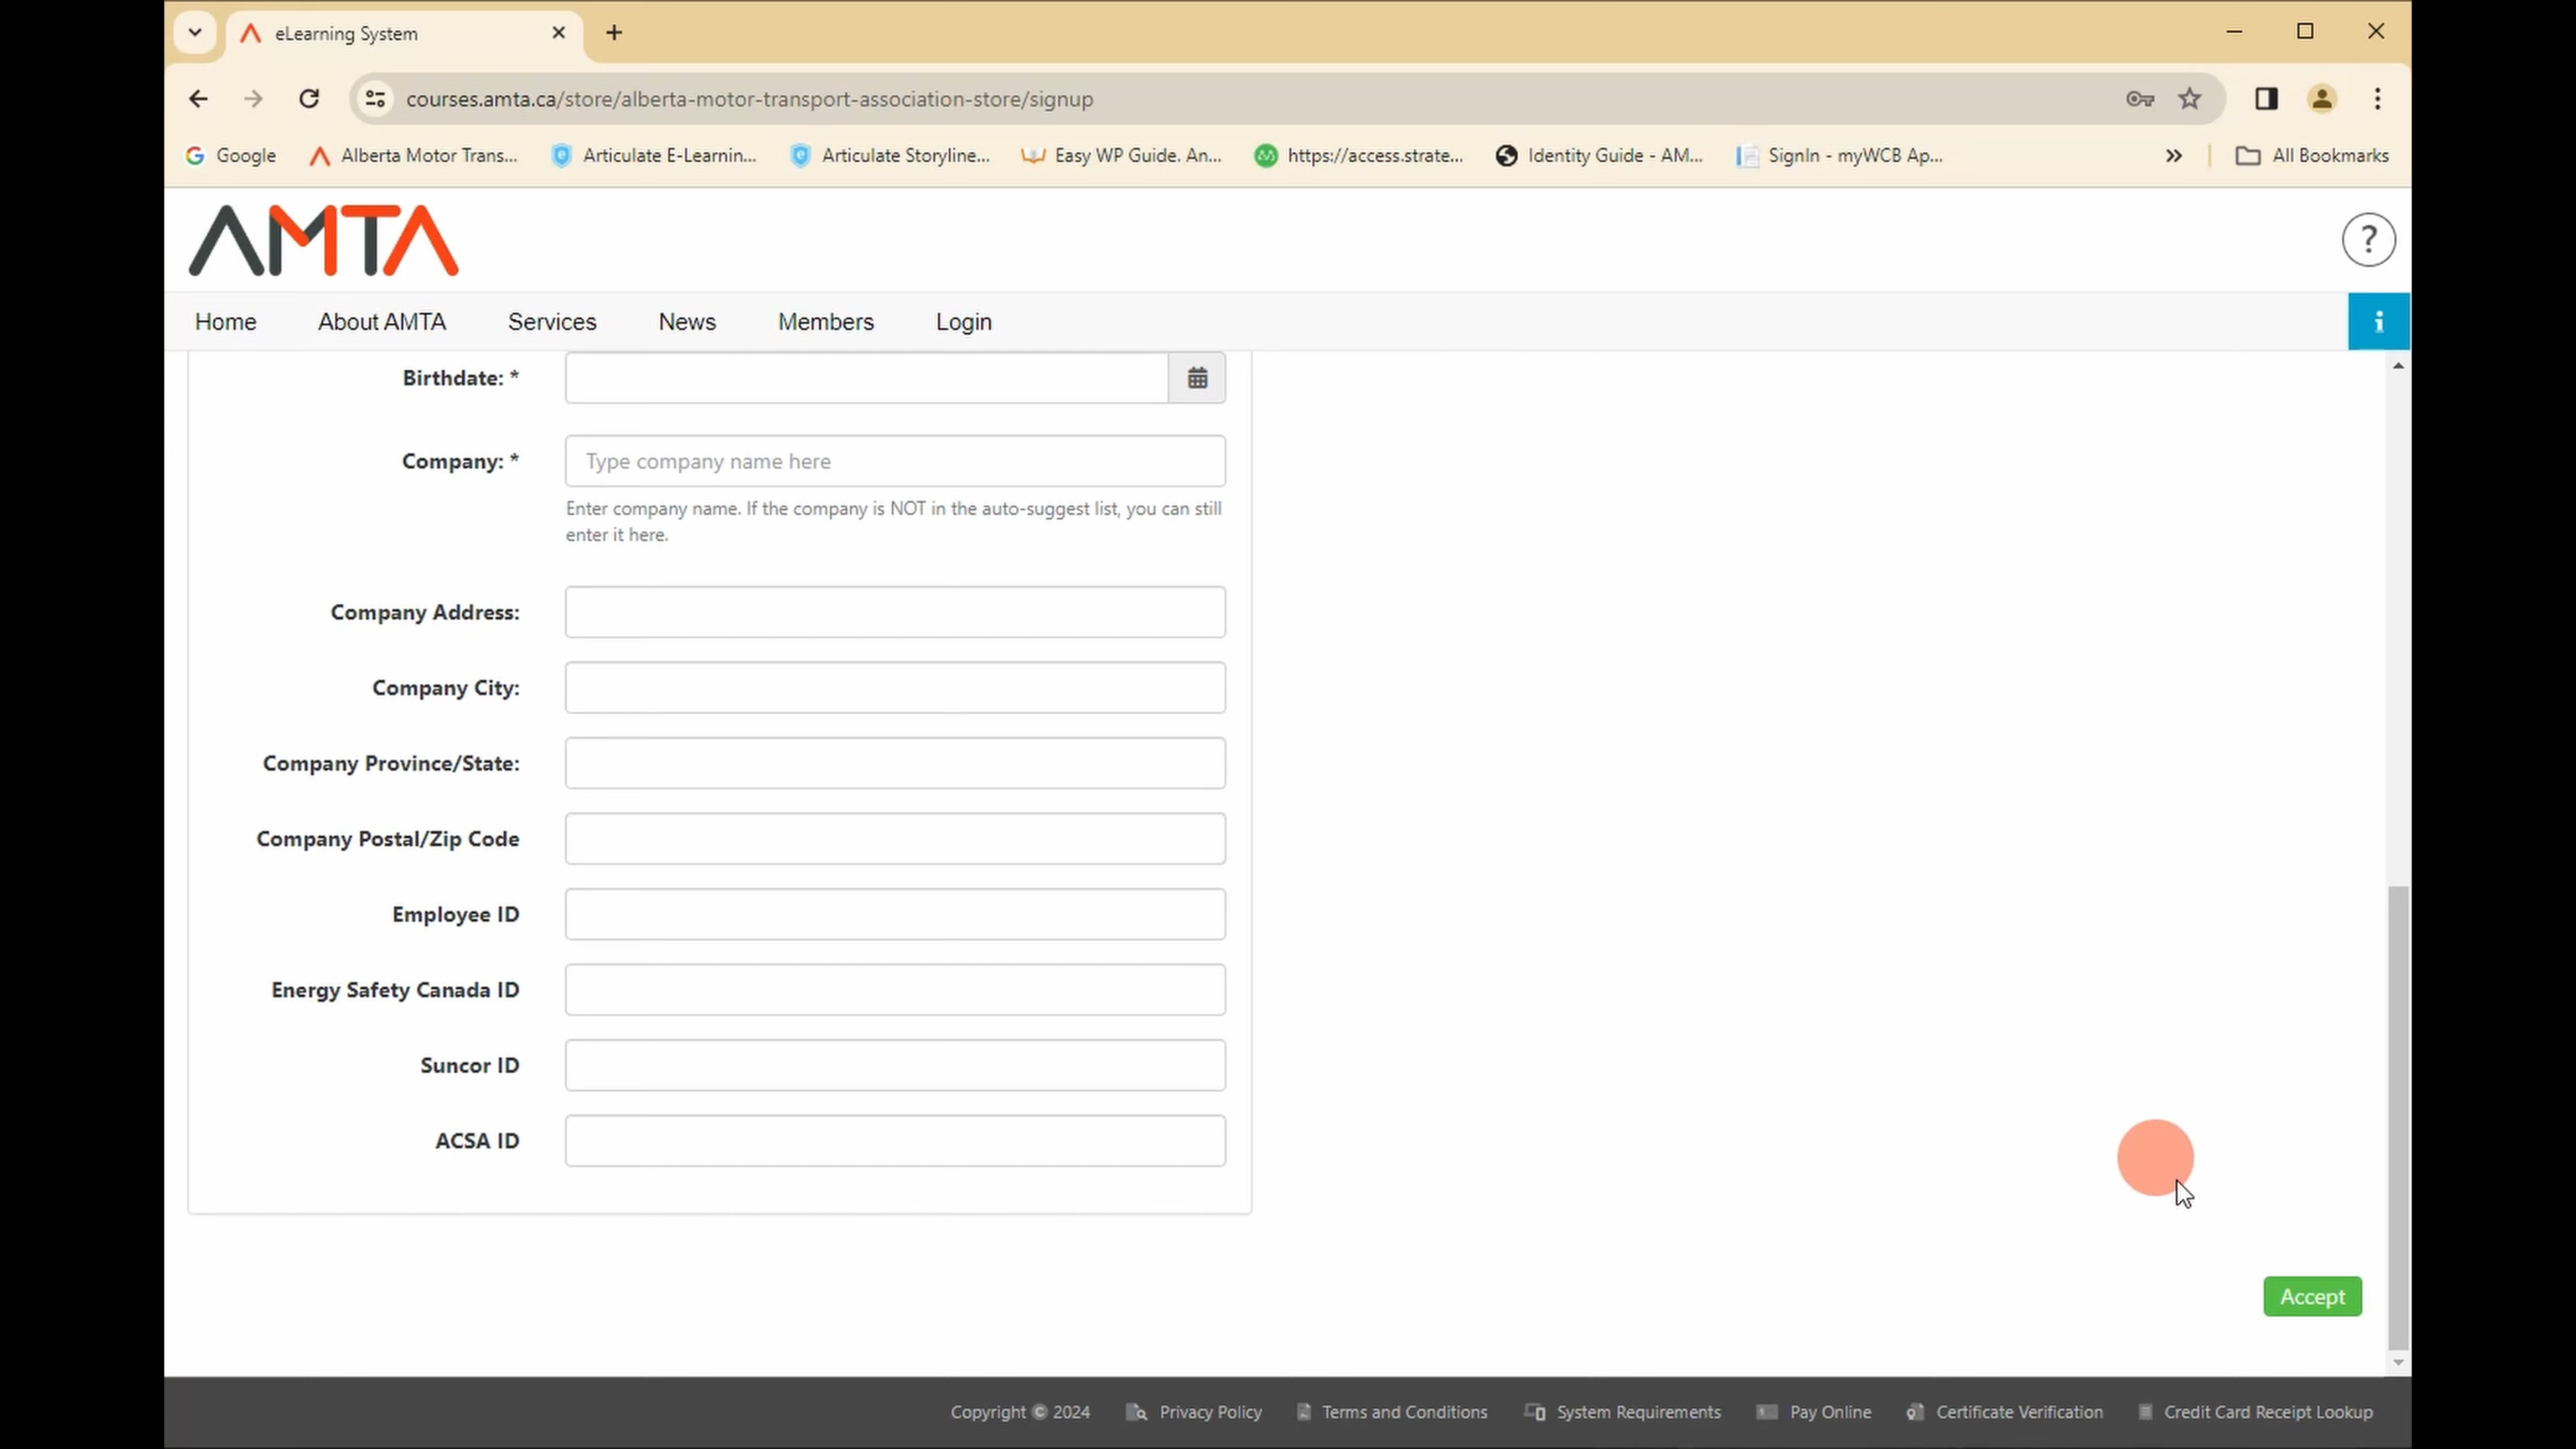 eLearning System
courses.amta.ca/store/alberta-motor-transport-association-store/signup
Google Alberta Motor Trans... Articulate E-Learnin... Articulate Storyline... Easy WP Guide. An... https://access.strate... Identity Guide - AM... SignIn - myWCB Ap... » All Bookmarks
AMTA ?
Home About AMTA Services News Members Login i
Birthdate: *
Company: * Type company name here
Enter company name. If the company is NOT in the auto-suggest list, you can still
enter it here.
Company Address:
Company City:
Company Province/State:
Company Postal/Zip Code
Employee ID
Energy Safety Canada ID
Suncor ID
ACSA ID
Accept
Copyright © 2024 Privacy Policy Terms and Conditions System Requirements Pay Online Certificate Verification Credit Card Receipt Lookup